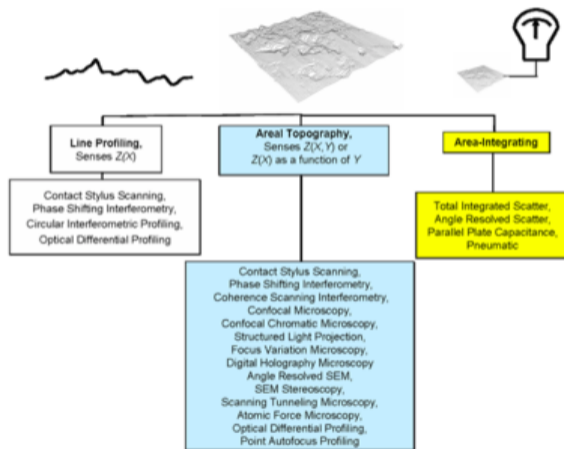 Line Profiling,
Senses Z(X)
Contact Stylus Scanning,
Phase Shifting Interferometry,
Circular Interferometric Profiling,
Optical Differential Profiling
Areal Topography,
Senses Z(X,Y) or
Z(X) as a function of Y
Contact Stylus Scanning,
Phase Shifting Interferometry,
Coherence Scanning Interferometry,
Confocal Microscopy,
Confocal Chromatic Microscopy,
Structured Light Projection,
Focus Variation Microscopy,
Digital Holography Microscopy
Angle Resolved SEM,
SEM Stereoscopy,
Scanning Tunneling Microscopy,
Atomic Force Microscopy,
Optical Differential Profiling,
Point Autofocus Profiling
Area-Integrating
Total Integrated Scatter,
Angle Resolved Scatter,
Parallel Plate Capacitance,
Pneumatic